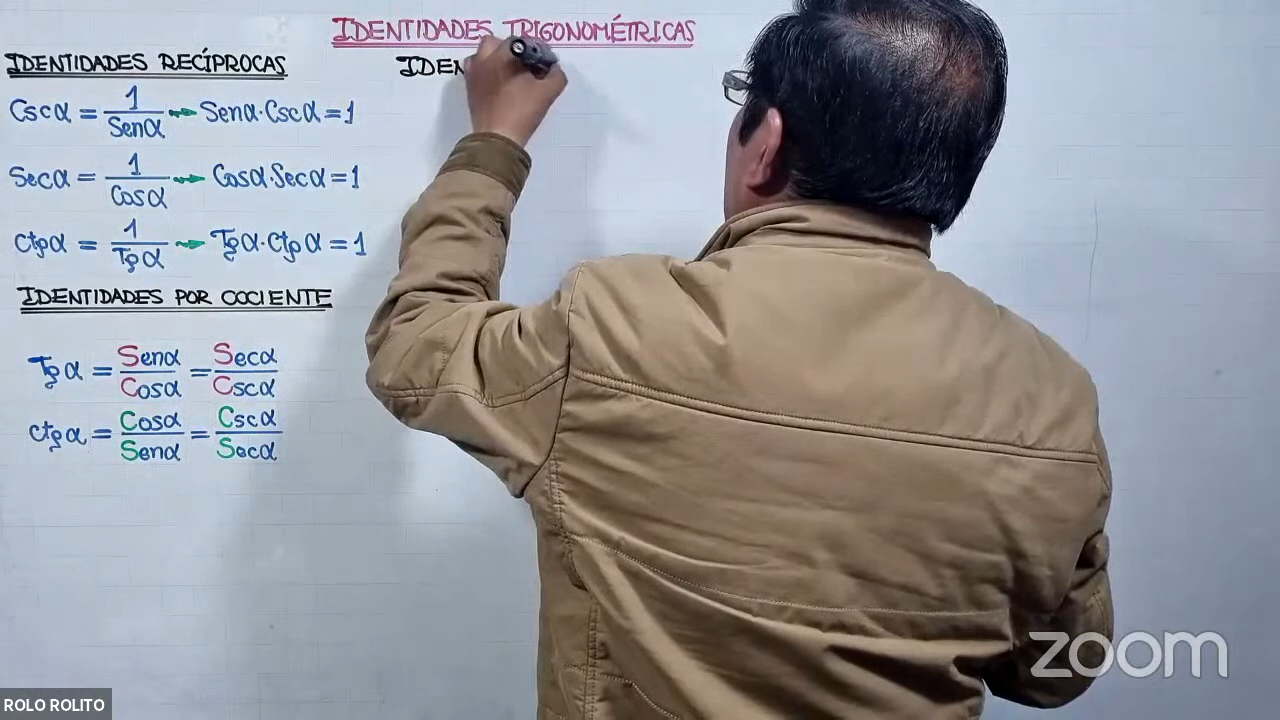 IDENTIDADES TRIGONOMÉTRICAS
IDENTIDADES RECÍPROCAS
Cscα = 1/Senα → Senα·Cscα = 1
Secα = 1/Cosα → Cosα·Secα = 1
Ctgα = 1/Tgα → Tgα·Ctgα = 1
IDENTIDADES POR COCIENTE
Tgα = Senα/Cosα = Secα/Cscα
Ctgα = Cosα/Senα = Cscα/Secα
IDEN
zoom
ROLO ROLITO